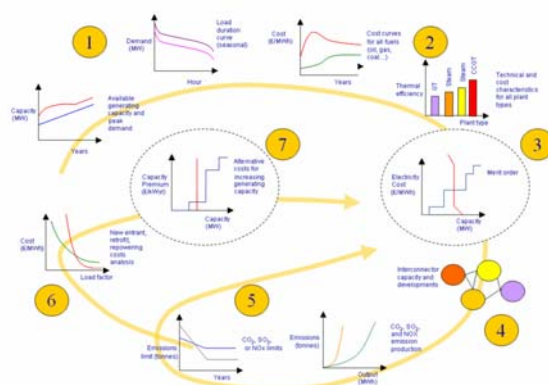 1
Demand
(MW)
Load
duration
curve
(seasonal)
Hour
Cost
(£/MWh)
Cost curves
for all fuels
(oil, gas,
coal...)
Years
2
Thermal
efficiency
GT
Steam
Steam
CCGT
Plant type
Technical and
cost
characteristics
for all plant
types
Capacity
(MW)
Available
generating
capacity and
peak
demand
Years
7
Capacity
Premium
(£/kW/yr)
Alternative
costs for
increasing
generating
capacity
Capacity
(MW)
3
Electricity
Cost
(£/MWh)
Merit order
Capacity
(MW)
Cost
(£/MWh)
New entrant,
retrofit,
repowering
costs
analysis
Load factor
6
5
Emissions
limit (tonnes)
CO2, SO2,
or NOx limits
Years
Emissions
(tonnes)
CO2, SO2,
and NOX
emission
production
Output
(MWh)
Interconnector
capacity and
developments
4